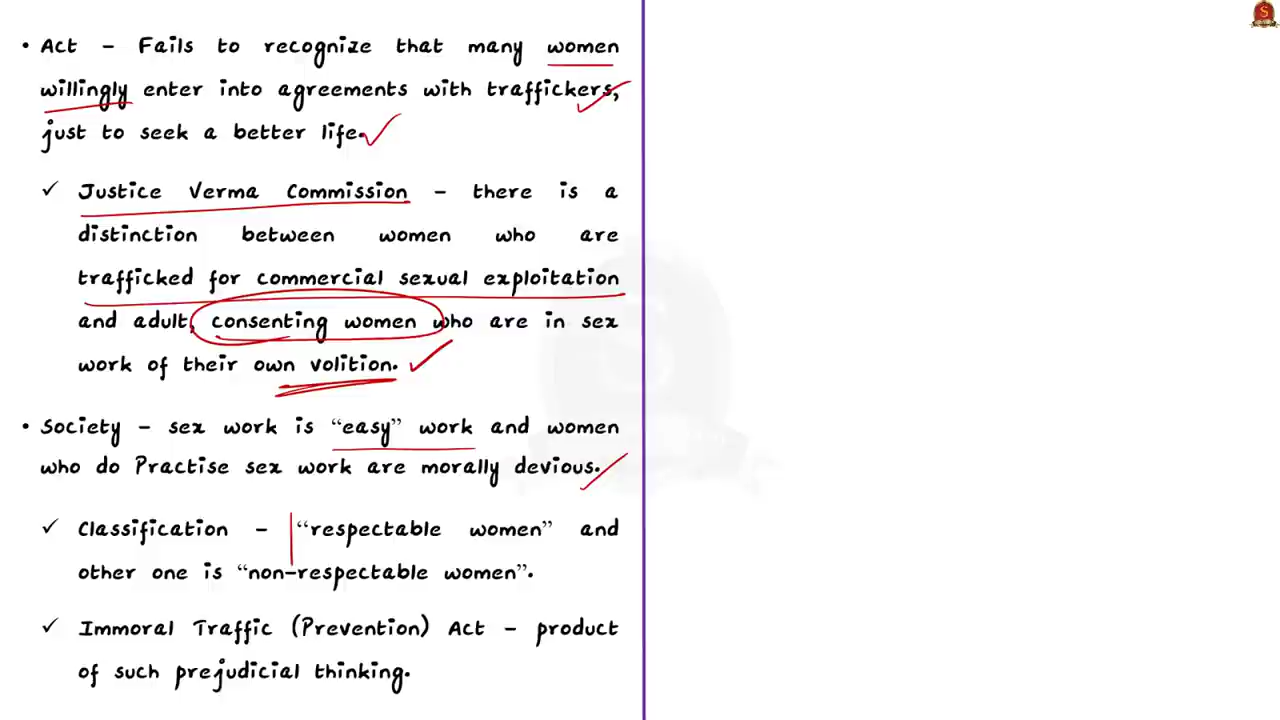 • Act – Fails to recognize that many women
willingly enter into agreements with traffickers,
just to seek a better life.
✓ Justice Verma Commission – there is a
distinction between women who are
trafficked for commercial sexual exploitation
and adult, consenting women who are in sex
work of their own volition.
• Society – sex work is “easy” work and women
who do Practise sex work are morally devious.
✓ Classification – “respectable women” and
other one is “non-respectable women”.
✓ Immoral Traffic (Prevention) Act – product
of such prejudicial thinking.
S